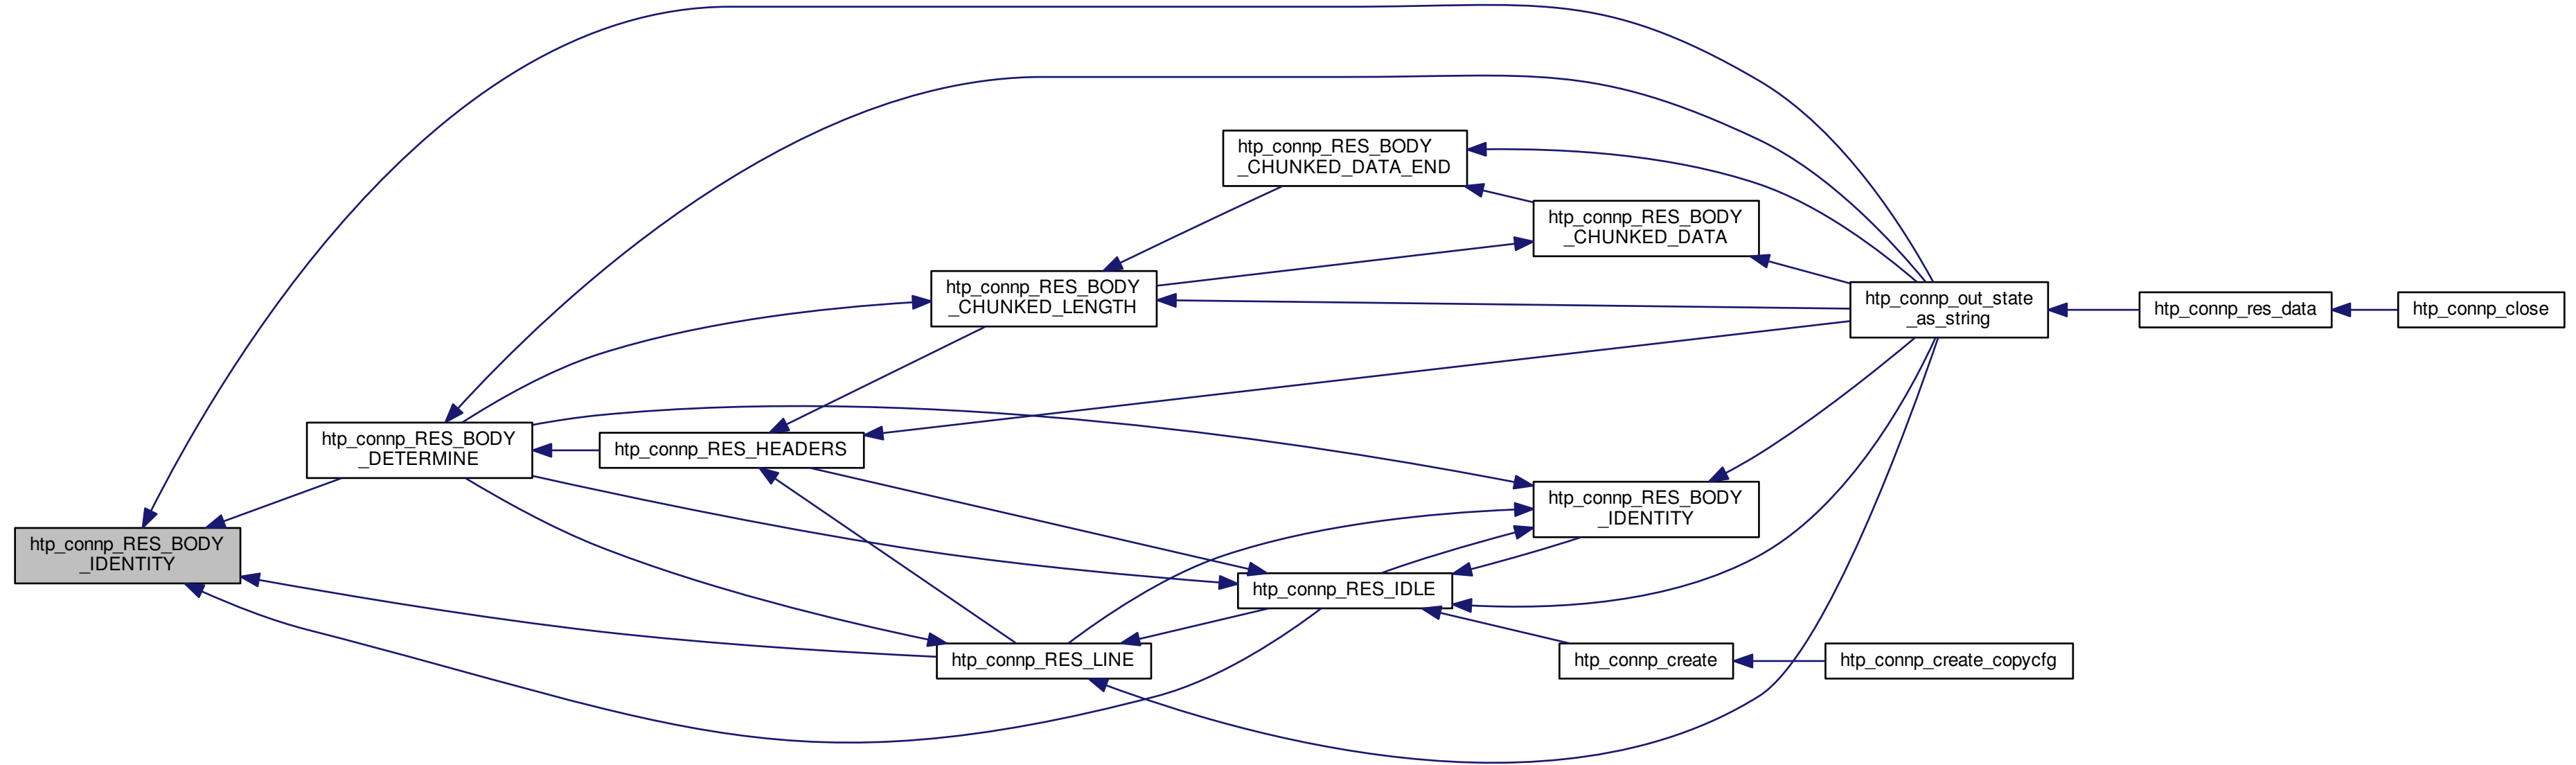 htp_connp_RES_BODY
_CHUNKED_DATA_END
htp_connp_RES_BODY
_CHUNKED_DATA
htp_connp_RES_BODY
_CHUNKED_LENGTH
htp_connp_out_state
_as_string
htp_connp_res_data
htp_connp_close
htp_connp_RES_BODY
_DETERMINE
htp_connp_RES_HEADERS
htp_connp_RES_BODY
_IDENTITY
htp_connp_RES_BODY
_IDENTITY
htp_connp_RES_IDLE
htp_connp_RES_LINE
htp_connp_create
htp_connp_create_copycfg